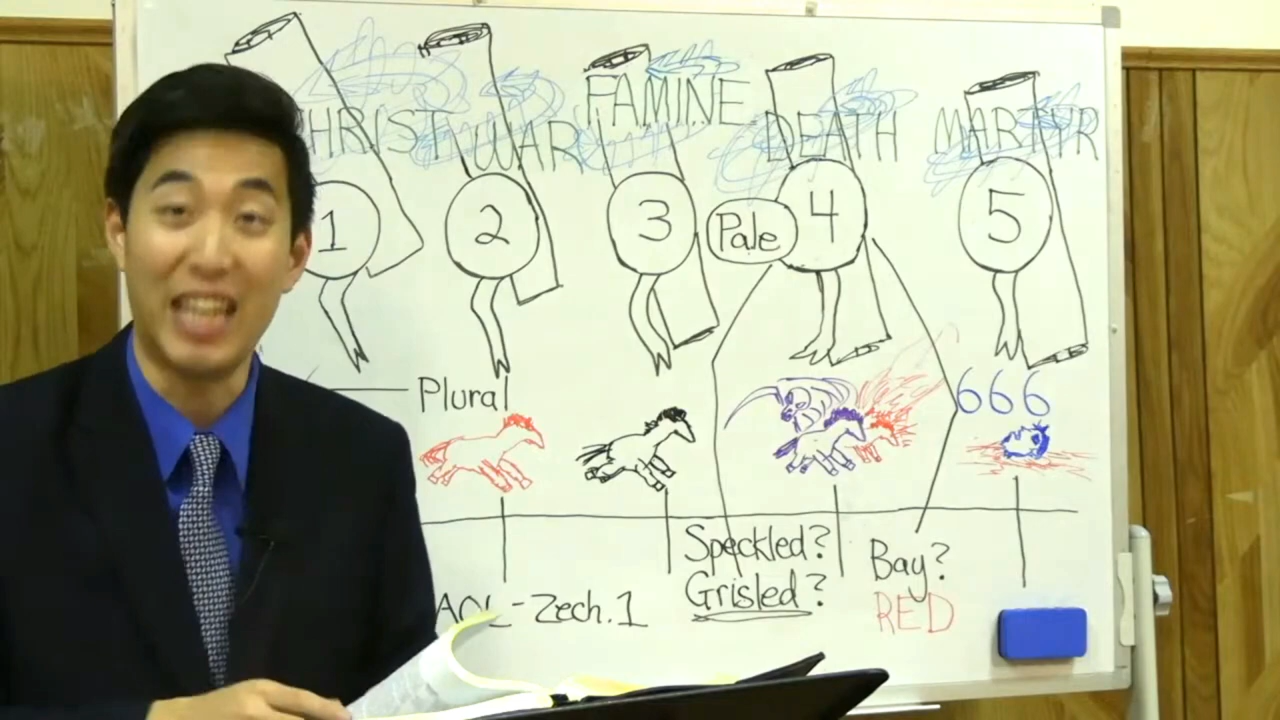 HRIST WAR FAMINE DEATH MARTYR
1 2 3 Pale 4 5
Plural
666
Speckled? Bay?
Grisled? RED
AOL - Zech. 1